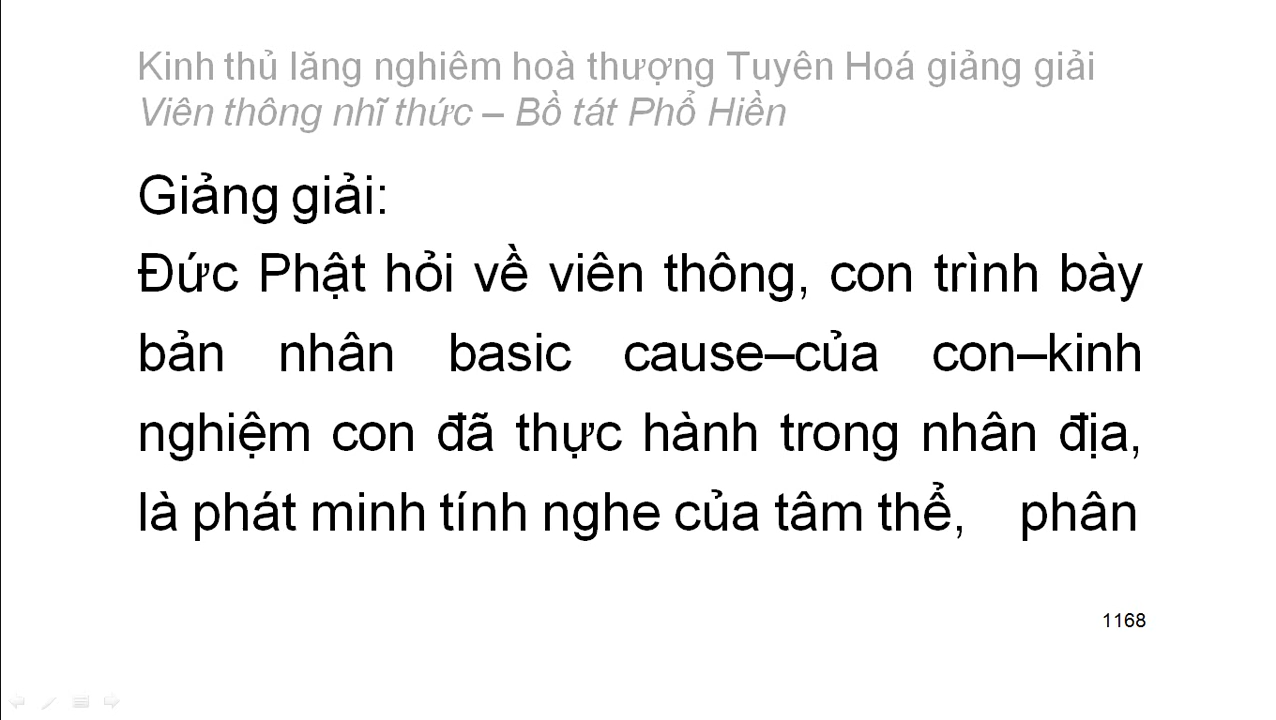 Kinh thủ lăng nghiêm hoà thượng Tuyên Hoá giảng giải
Viên thông nhĩ thức – Bồ tát Phổ Hiền
Giảng giải:
Đức Phật hỏi về viên thông, con trình bày
bản nhân basic cause–của con–kinh
nghiệm con đã thực hành trong nhân địa,
là phát minh tính nghe của tâm thể, phân
1168